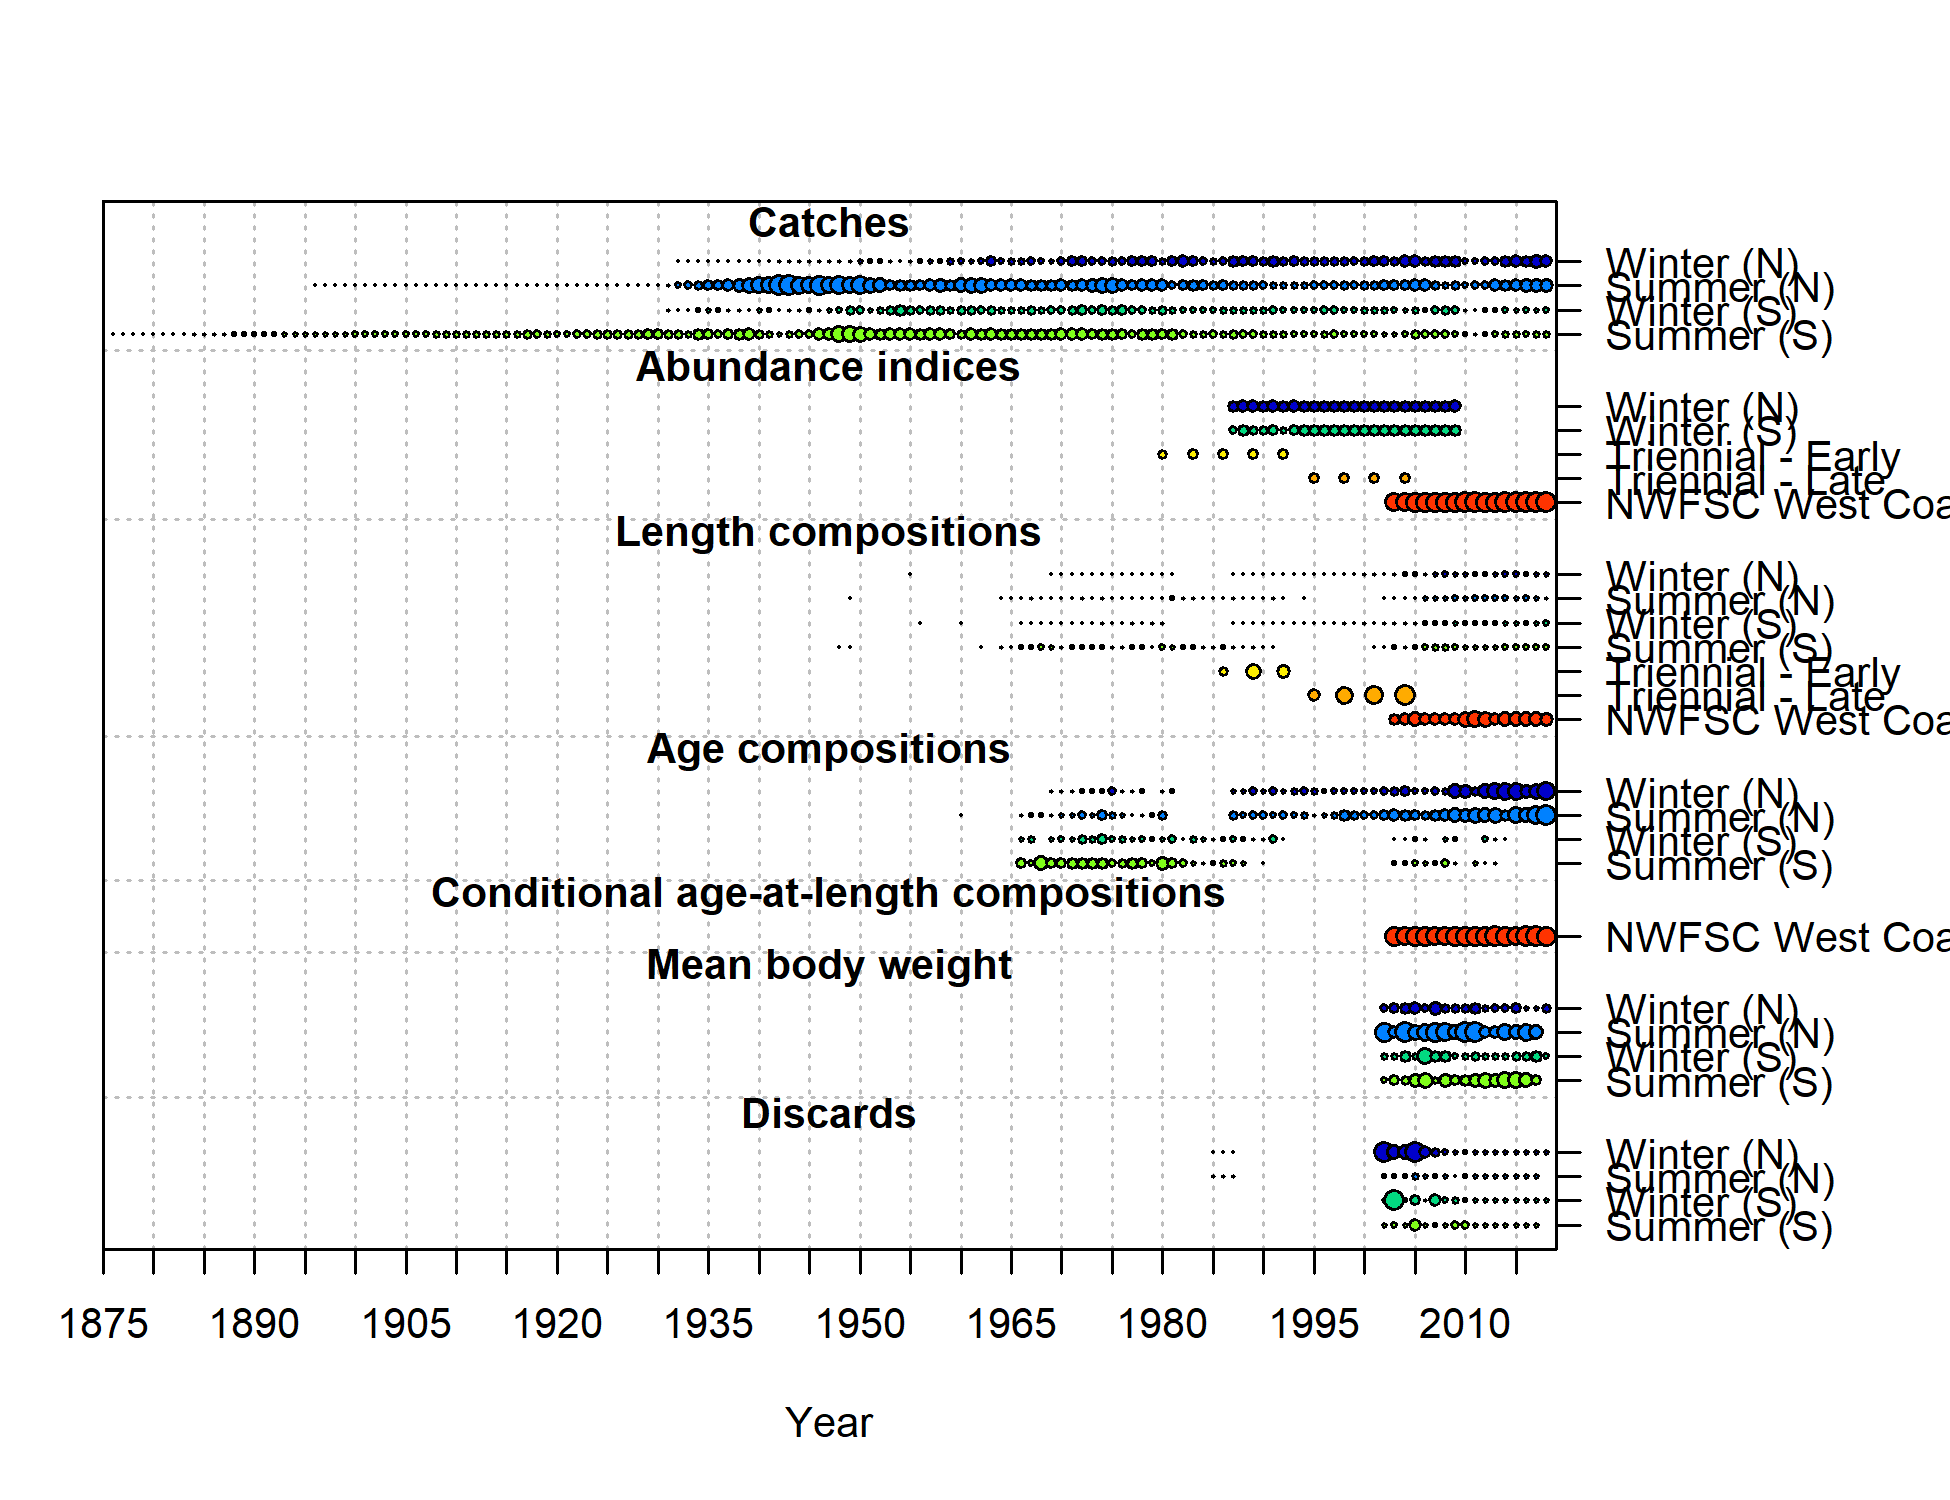 Catches
Winter (N)
Summer (N)
Winter (S)
Summer (S)
Abundance indices
Winter (N)
Winter (S)
Triennial - Early
Triennial - Late
NWFSC West Coa
Length compositions
Winter (N)
Summer (N)
Winter (S)
Summer (S)
Triennial - Early
Triennial - Late
NWFSC West Coa
Age compositions
Winter (N)
Summer (N)
Winter (S)
Summer (S)
Conditional age-at-length compositions
NWFSC West Coa
Mean body weight
Winter (N)
Summer (N)
Winter (S)
Summer (S)
Discards
Winter (N)
Summer (N)
Winter (S)
Summer (S)
1875 1890 1905 1920 1935 1950 1965 1980 1995 2010
Year